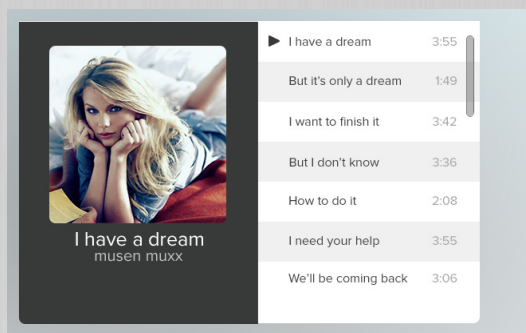 I have a dream
musen muxx
I have a dream 3:55
But it's only a dream 1:49
I want to finish it 3:42
But I don't know 3:36
How to do it 2:08
I need your help 3:55
We'll be coming back 3:06